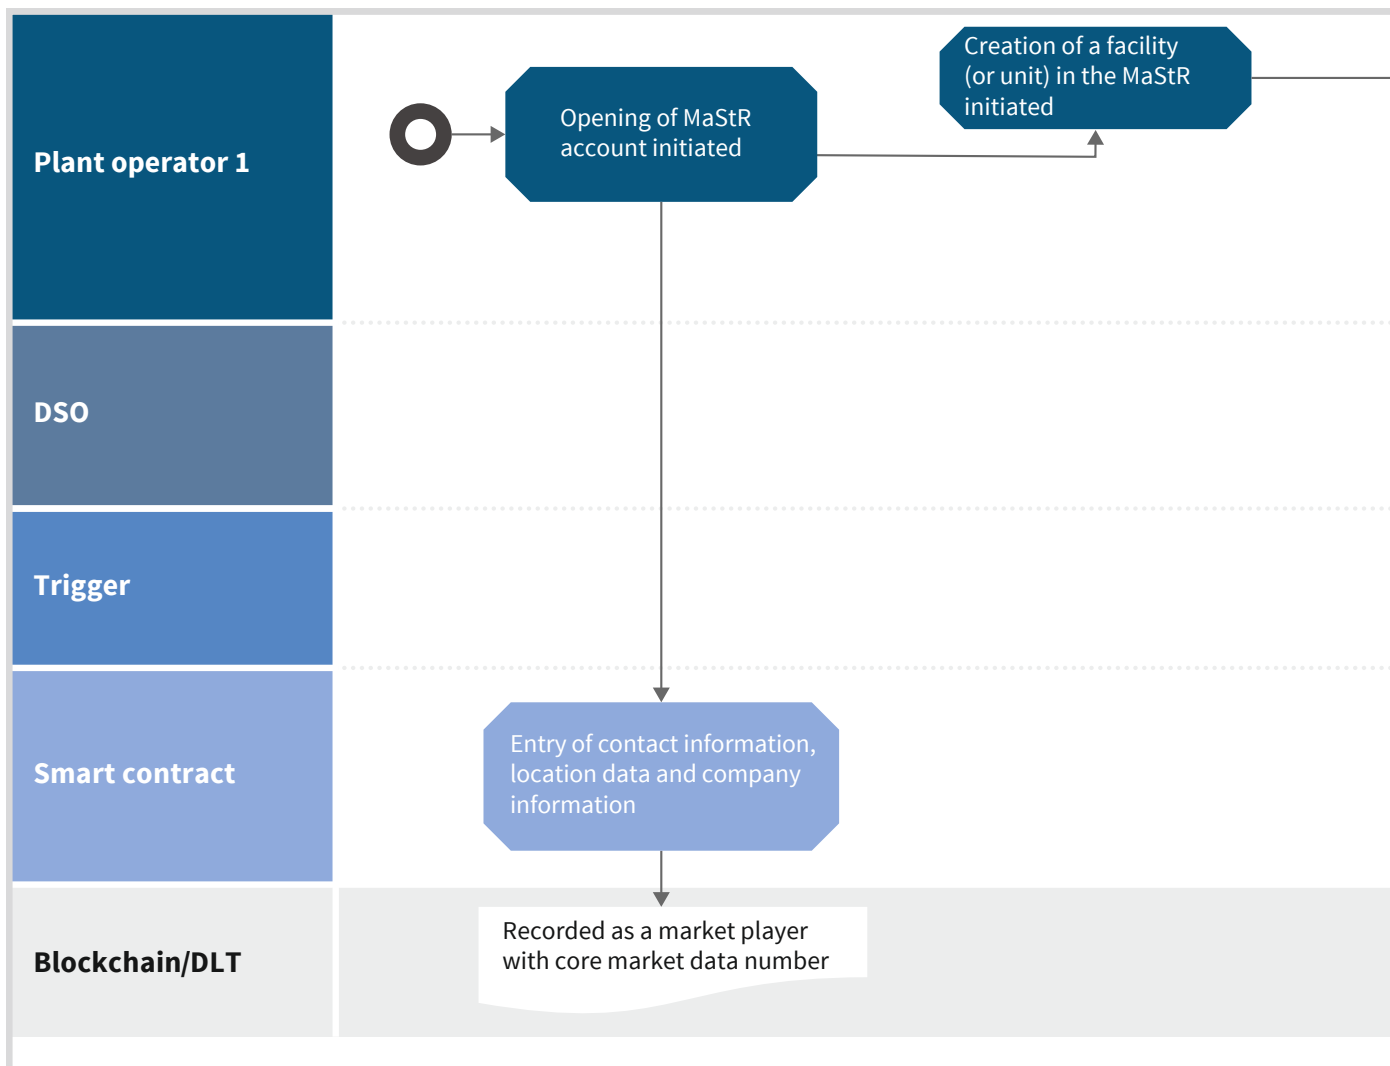 Plant operator 1
Opening of MaStR
account initiated
Creation of a facility
(or unit) in the MaStR
initiated
DSO
Trigger
Smart contract
Entry of contact information,
location data and company
information
Blockchain/DLT
Recorded as a market player
with core market data number